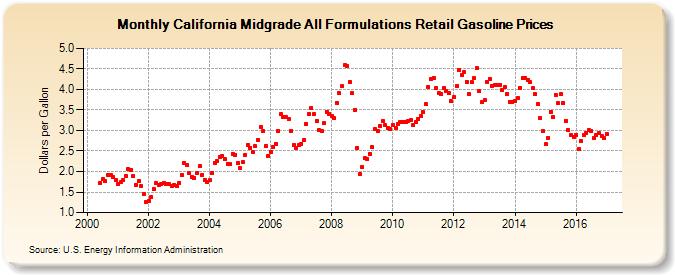 Monthly California Midgrade All Formulations Retail Gasoline Prices
Dollars per Gallon
5.0
4.5
4.0
3.5
3.0
2.5
2.0
1.5
1.0
2000 2002 2004 2006 2008 2010 2012 2014 2016
Source: U.S. Energy Information Administration